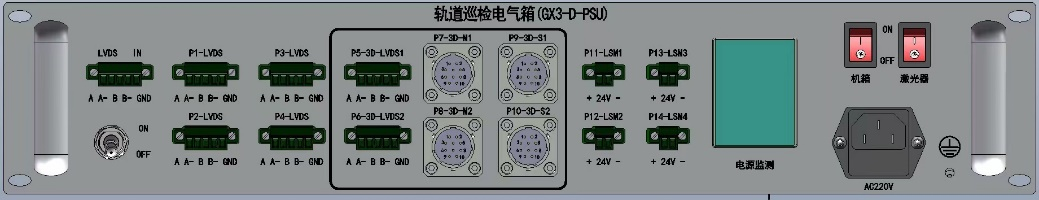 轨道巡检电气箱(GX3-D-PSU)
LVDS IN
A A- B B- GND
ON
OFF
P1-LVDS
A A- B B- GND
P2-LVDS
A A- B B- GND
P3-LVDS
A A- B B- GND
P4-LVDS
A A- B B- GND
P5-3D-LVDS1
A A- B B- GND
P6-3D-LVDS2
A A- B B- GND
P7-3D-M1
P8-3D-M2
P9-3D-S1
P10-3D-S2
P11-LSM1
+ 24V -
P12-LSM2
+ 24V -
P13-LSM3
+ 24V -
P14-LSM4
+ 24V -
电源监测
ON
OFF
机箱
激光器
AC220V